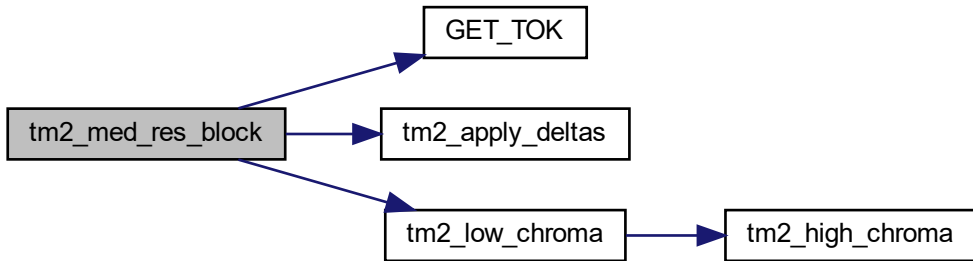 GET_TOK
tm2_med_res_block
tm2_apply_deltas
tm2_low_chroma
tm2_high_chroma